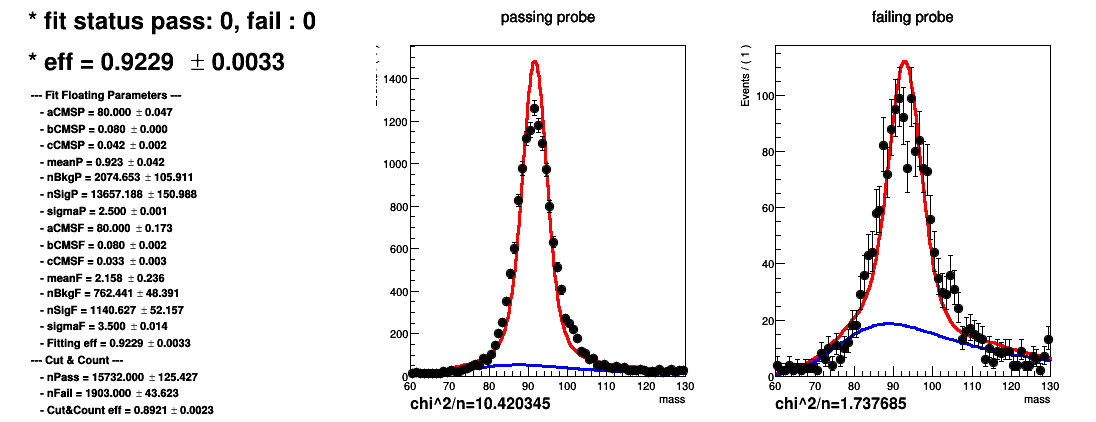 * fit status pass: 0, fail : 0
* eff = 0.9229 ± 0.0033
--- Fit Floating Parameters ---
- aCMSP = 80.000 ± 0.047
- bCMSP = 0.080 ± 0.000
- cCMSP = 0.042 ± 0.002
- meanP = 0.923 ± 0.042
- nBkgP = 2074.653 ± 105.911
- nSigP = 13657.188 ± 150.988
- sigmaP = 2.500 ± 0.001
- aCMSF = 80.000 ± 0.173
- bCMSF = 0.080 ± 0.002
- cCMSF = 0.033 ± 0.003
- meanF = 2.158 ± 0.236
- nBkgF = 762.441 ± 48.391
- nSigF = 1140.627 ± 52.157
- sigmaF = 3.500 ± 0.014
- Fitting eff = 0.9229 ± 0.0033
--- Cut & Count ---
- nPass = 15732.000 ± 125.427
- nFail = 1903.000 ± 43.623
- Cut&Count eff = 0.8921 ± 0.0023
passing probe
1400
1200
1000
800
600
400
200
0
60 70 80 90 100 110 120 130
mass
chi^2/n=10.420345
failing probe
Events / ( 1 )
100
80
60
40
20
0
60 70 80 90 100 110 120 130
mass
chi^2/n=1.737685